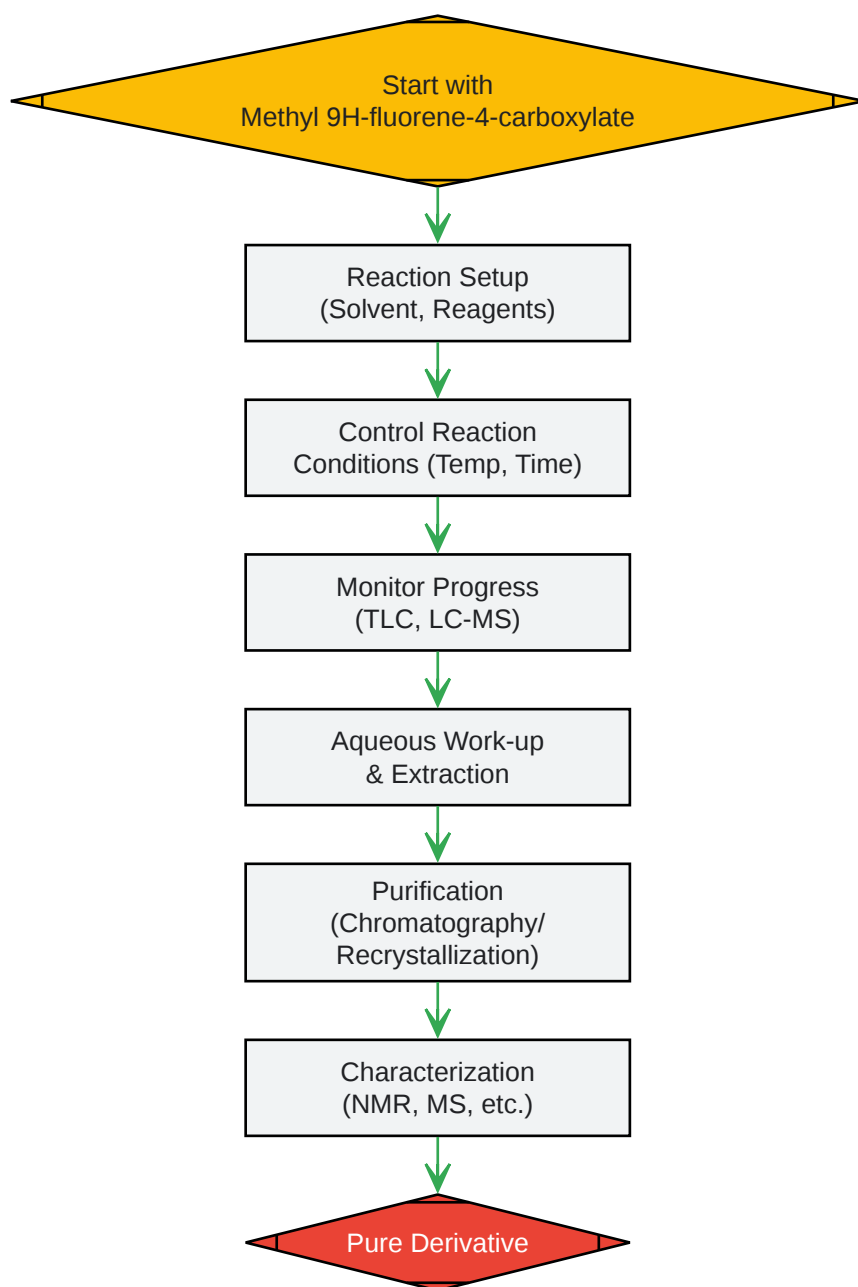 Start with
Methyl 9H-fluorene-4-carboxylate
Reaction Setup
(Solvent, Reagents)
Control Reaction
Conditions (Temp, Time)
Monitor Progress
(TLC, LC-MS)
Aqueous Work-up
& Extraction
Purification
(Chromatography/
Recrystallization)
Characterization
(NMR, MS, etc.)
Pure Derivative